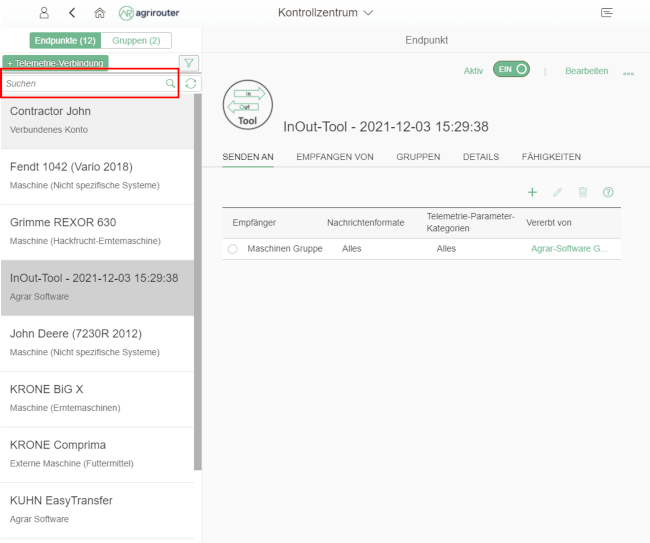 agrirouter
Kontrollzentrum
Endpunkte (12)
Gruppen (2)
Endpunkt
+ Telemetrie-Verbindung
Suchen
Aktiv
EIN
Bearbeiten
Contractor John
Verbundenes Konto
Fendt 1042 (Vario 2018)
Maschine (Nicht spezifische Systeme)
Grimme REXOR 630
Maschine (Hackfrucht-Erntemaschine)
InOut-Tool - 2021-12-03 15:29:38
Agrar Software
John Deere (7230R 2012)
Maschine (Nicht spezifische Systeme)
KRONE BiG X
Maschine (Erntemaschinen)
KRONE Comprima
Externe Maschine (Futtermittel)
KUHN EasyTransfer
Agrar Software
In
Out
Tool
InOut-Tool - 2021-12-03 15:29:38
SENDEN AN
EMPFANGEN VON
GRUPPEN
DETAILS
FÄHIGKEITEN
Empfänger
Nachrichtenformate
Telemetrie-Parameter-
Kategorien
Vererbt von
Maschinen Gruppe
Alles
Alles
Agrar-Software G...